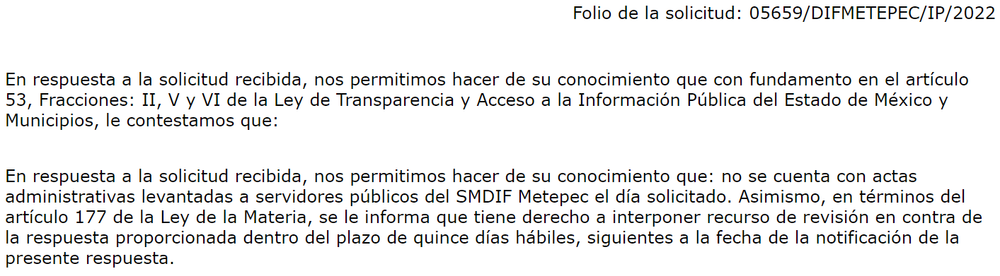 Folio de la solicitud: 05659/DIFMETEPEC/IP/2022
En respuesta a la solicitud recibida, nos permitimos hacer de su conocimiento que con fundamento en el artículo
53, Fracciones: II, V y VI de la Ley de Transparencia y Acceso a la Información Pública del Estado de México y
Municipios, le contestamos que:
En respuesta a la solicitud recibida, nos permitimos hacer de su conocimiento que: no se cuenta con actas
administrativas levantadas a servidores públicos del SMDIF Metepec el día solicitado. Asimismo, en términos del
artículo 177 de la Ley de la Materia, se le informa que tiene derecho a interponer recurso de revisión en contra de
la respuesta proporcionada dentro del plazo de quince días hábiles, siguientes a la fecha de la notificación de la
presente respuesta.